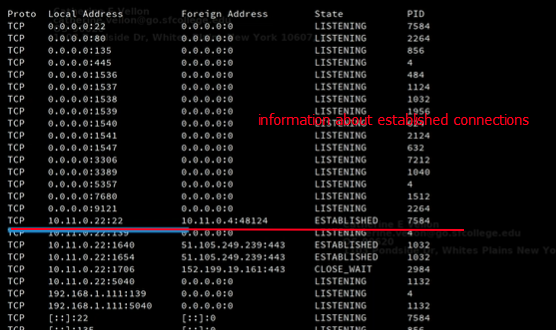 Proto Local Address Foreign Address State PID
TCP 0.0.0.0:22 0.0.0.0:0 LISTENING 7584
TCP 0.0.0.0:80 0.0.0.0:0 LISTENING 2264
TCP 0.0.0.0:135 0.0.0.0:0 LISTENING 856
TCP 0.0.0.0:445 0.0.0.0:0 LISTENING 4
TCP 0.0.0.0:1536 0.0.0.0:0 LISTENING 484
TCP 0.0.0.0:1537 0.0.0.0:0 LISTENING 1124
TCP 0.0.0.0:1538 0.0.0.0:0 LISTENING 1032
TCP 0.0.0.0:1539 0.0.0.0:0 LISTENING 1956
TCP 0.0.0.0:1540 0.0.0.0:0 LISTENING
information about established connections
TCP 0.0.0.0:1541 0.0.0.0:0 LISTENING 2124
TCP 0.0.0.0:1547 0.0.0.0:0 LISTENING 632
TCP 0.0.0.0:3306 0.0.0.0:0 LISTENING 7212
TCP 0.0.0.0:3389 0.0.0.0:0 LISTENING 1040
TCP 0.0.0.0:5357 0.0.0.0:0 LISTENING 4
TCP 0.0.0.0:7680 0.0.0.0:0 LISTENING 1512
TCP 0.0.0.0:9121 0.0.0.0:0 LISTENING 2264
TCP 10.11.0.22:22 10.11.0.4:48124 ESTABLISHED 7584
TCP 10.11.0.22:139 0.0.0.0:0 LISTENING 4
TCP 10.11.0.22:1640 51.105.249.239:443 ESTABLISHED 1032
TCP 10.11.0.22:1654 51.105.249.239:443 ESTABLISHED 1032
TCP 10.11.0.22:1706 152.199.19.161:443 CLOSE_WAIT 2984
TCP 10.11.0.22:5040 0.0.0.0:0 LISTENING 1132
TCP 192.168.1.111:139 0.0.0.0:0 LISTENING 4
TCP 192.168.1.111:5040 0.0.0.0:0 LISTENING 1132
TCP [::]:22 [::]:0 LISTENING 7584
TCP [::]:135 [::]:0 LISTENING 856